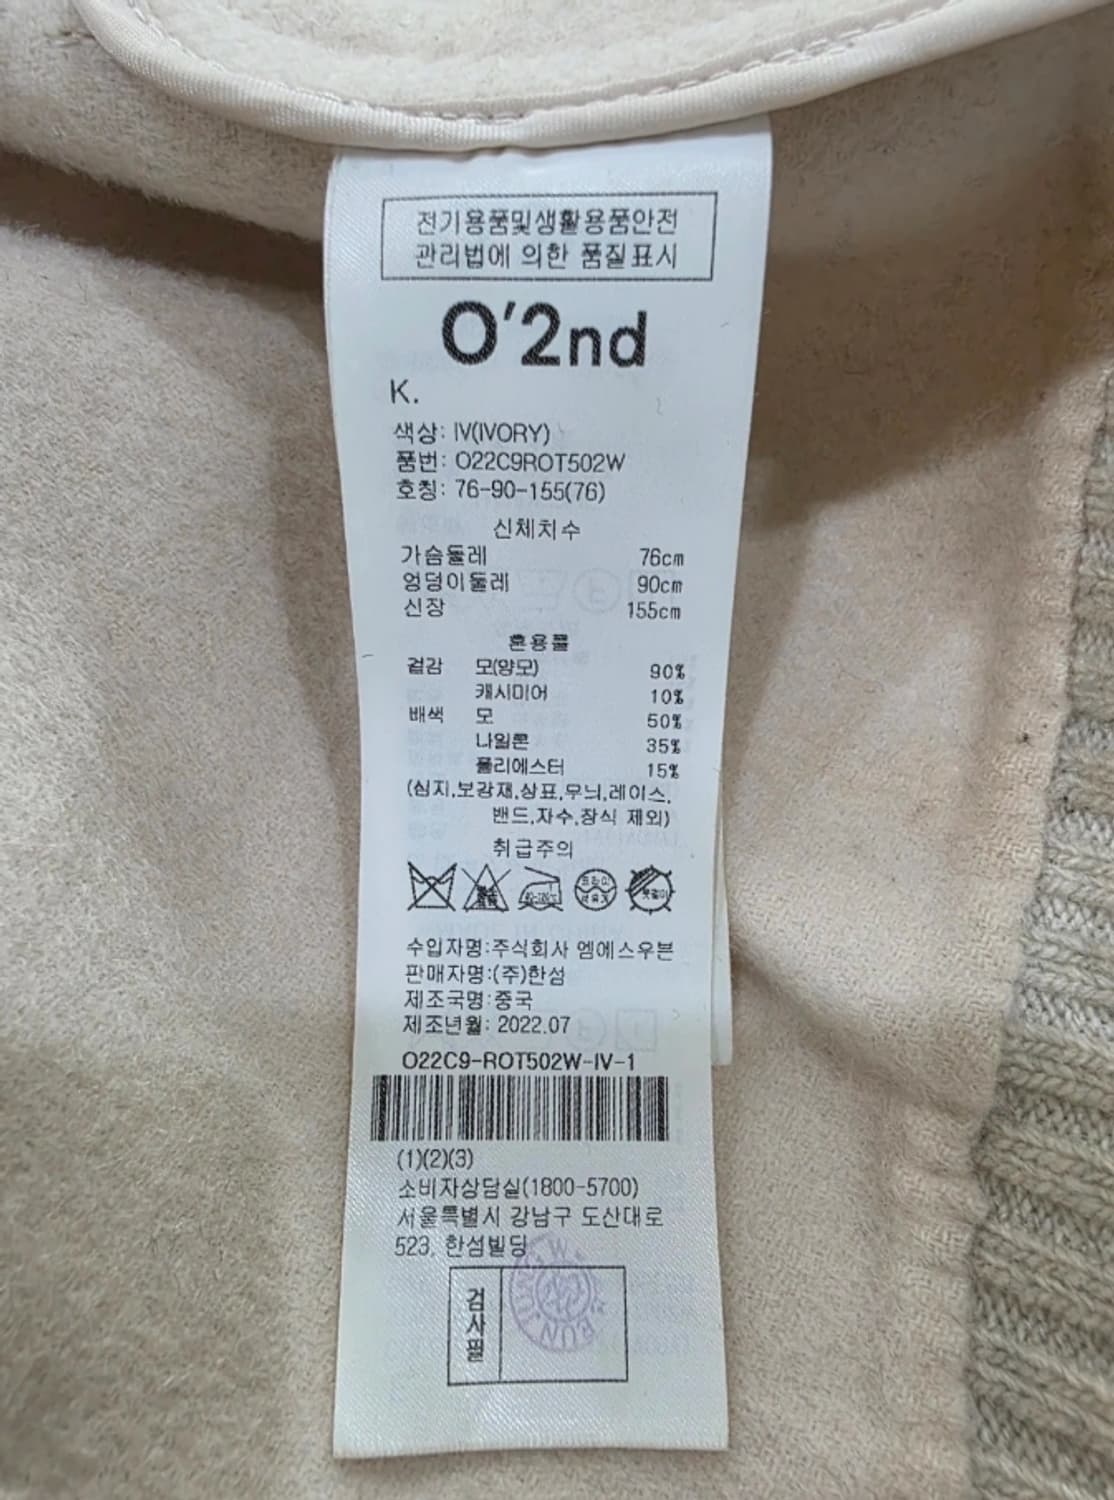 전기용품및생활용품안전
관리법에 의한 품질표시
O'2nd
K.
색상: IV(IVORY)
품번: O22C9ROT502W
호칭: 76-90-155(76)
신체치수
가슴둘레 76cm
엉덩이둘레 90cm
신장 155cm
혼용률
겉감 모(양모) 90%
캐시미어 10%
배색 모 50%
나일론 35%
폴리에스터 15%
(심지,보강재,상표,무늬,레이스,
밴드,자수,장식 제외)
취급주의
수입자명:주식회사 엠에스우븐
판매자명:(주)한섬
제조국명:중국
제조년월: 2022.07
O22C9-ROT502W-IV-1
(1)(2)(3)
소비자상담실(1800-5700)
서울특별시 강남구 도산대로
523, 한섬빌딩
검사필